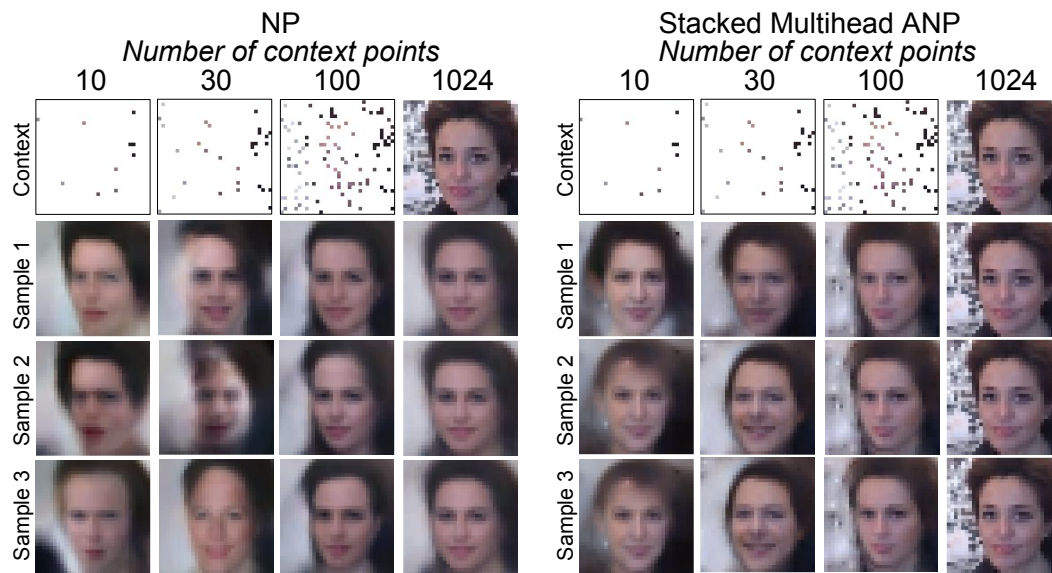 NP
Number of context points
10 30 100 1024
Context
Sample 1
Sample 2
Sample 3
Stacked Multihead ANP
Number of context points
10 30 100 1024
Context
Sample 1
Sample 2
Sample 3